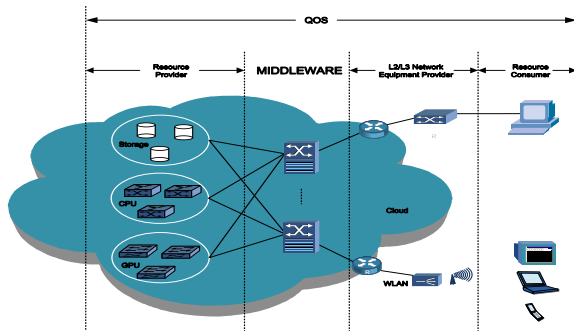 QOS
Resource
Provider
MIDDLEWARE
L2/L3 Network
Equipment Provider
Resource
Consumer
Storage
CPU
GPU
Cloud
WLAN
R